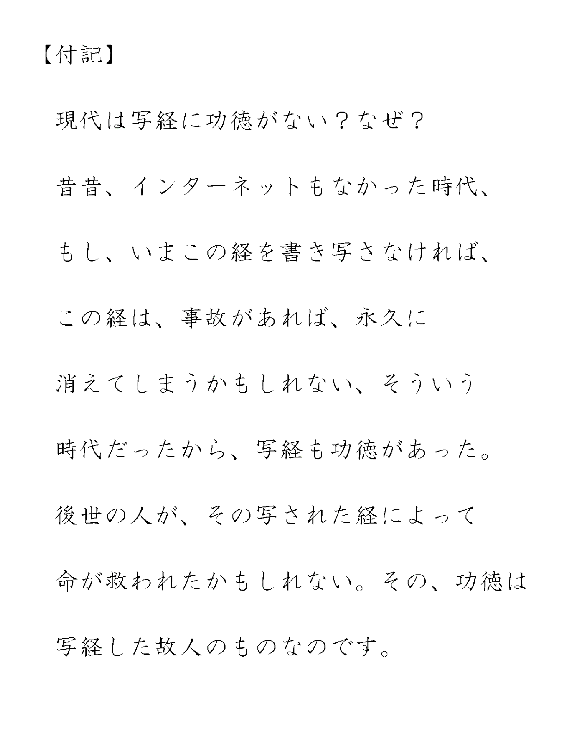 【付記】
現代は写経に功徳がない？なぜ？
昔昔、インターネットもなかった時代、
もし、いまこの経を書き写さなければ、
この経は、事故があれば、永久に
消えてしまうかもしれない、そういう
時代だったから、写経も功徳があった。
後世の人が、その写された経によって
命が救われたかもしれない。その、功徳は
写経した故人のものなのです。